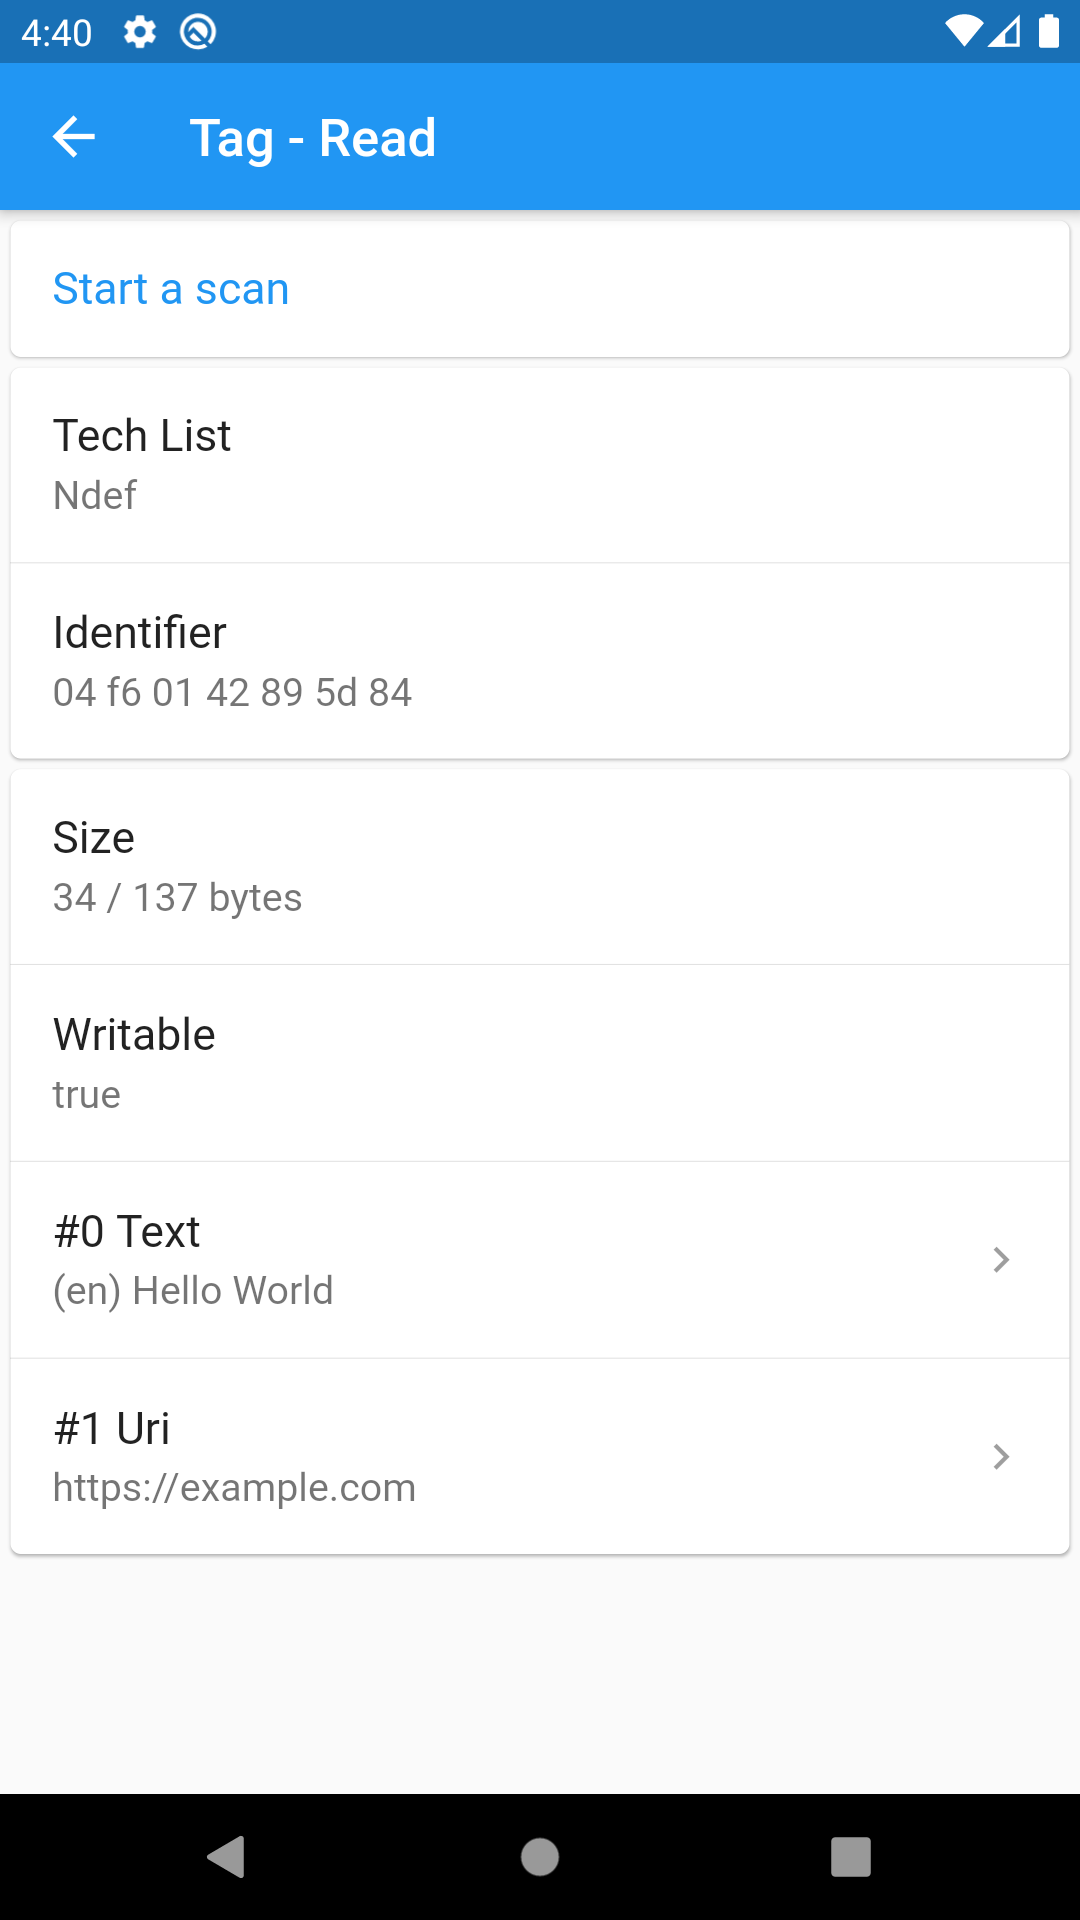 4:40
Tag - Read
Start a scan
Tech List
Ndef
Identifier
04 f6 01 42 89 5d 84
Size
34 / 137 bytes
Writable
true
#0 Text
(en) Hello World
#1 Uri
https://example.com